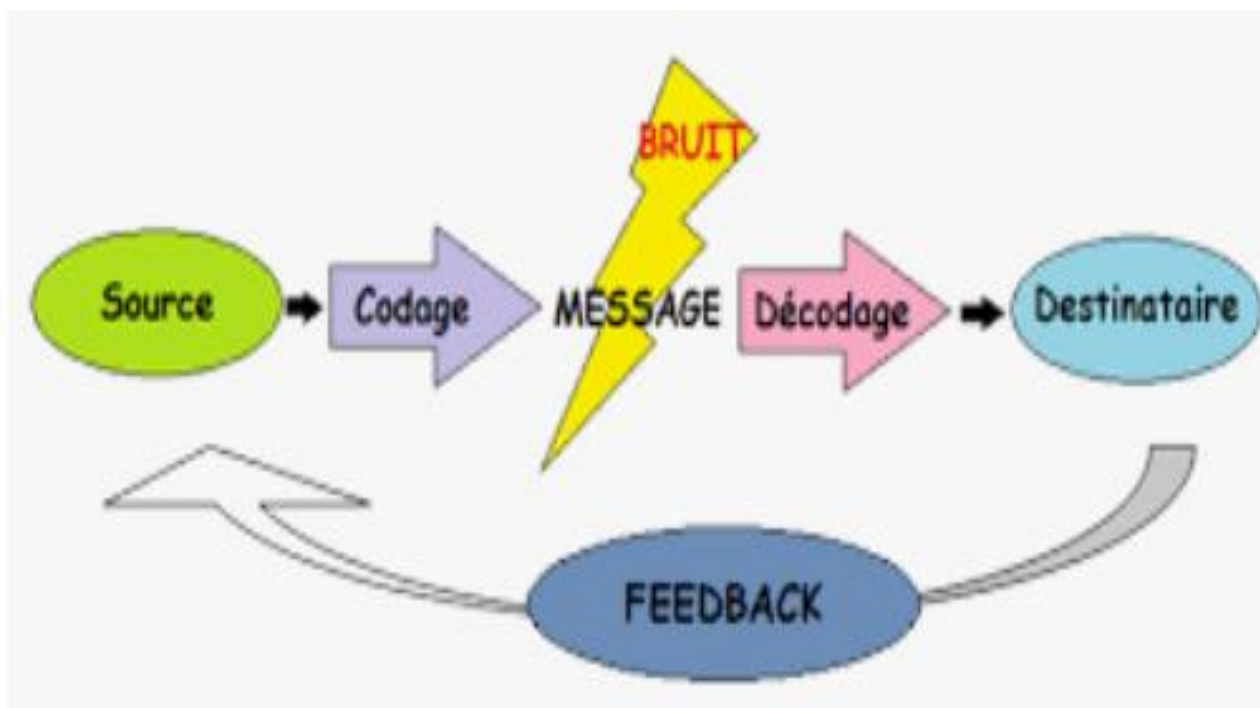 BRUIT
Source
Codage
MESSAGE
Décodage
Destinataire
FEEDBACK